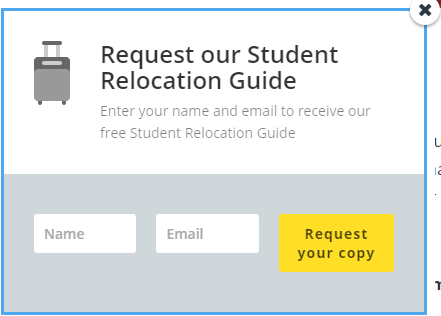 Request our Student
Relocation Guide
Enter your name and email to receive our
free Student Relocation Guide
Name
Email
Request
your copy